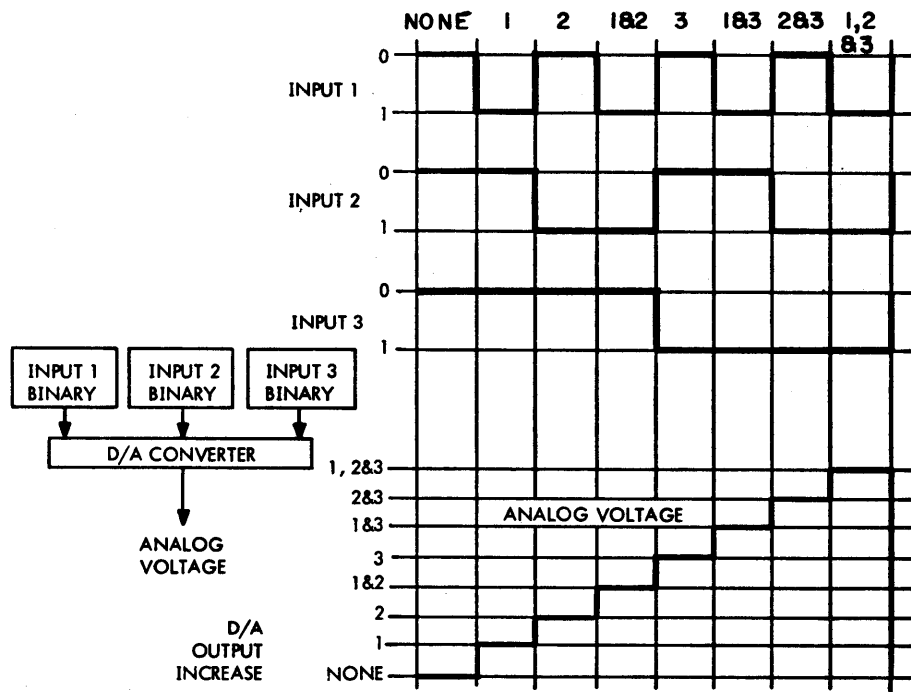 NONE 1 2 1&2 3 1&3 2&3 1,2
&3
0
INPUT 1
1
0
INPUT 2
1
0
INPUT 3
1
INPUT 1
BINARY
INPUT 2
BINARY
INPUT 3
BINARY
D/A CONVERTER
ANALOG
VOLTAGE
1, 2&3
2&3
ANALOG VOLTAGE
1&3
3
1&2
2
1
NONE
D/A
OUTPUT
INCREASE